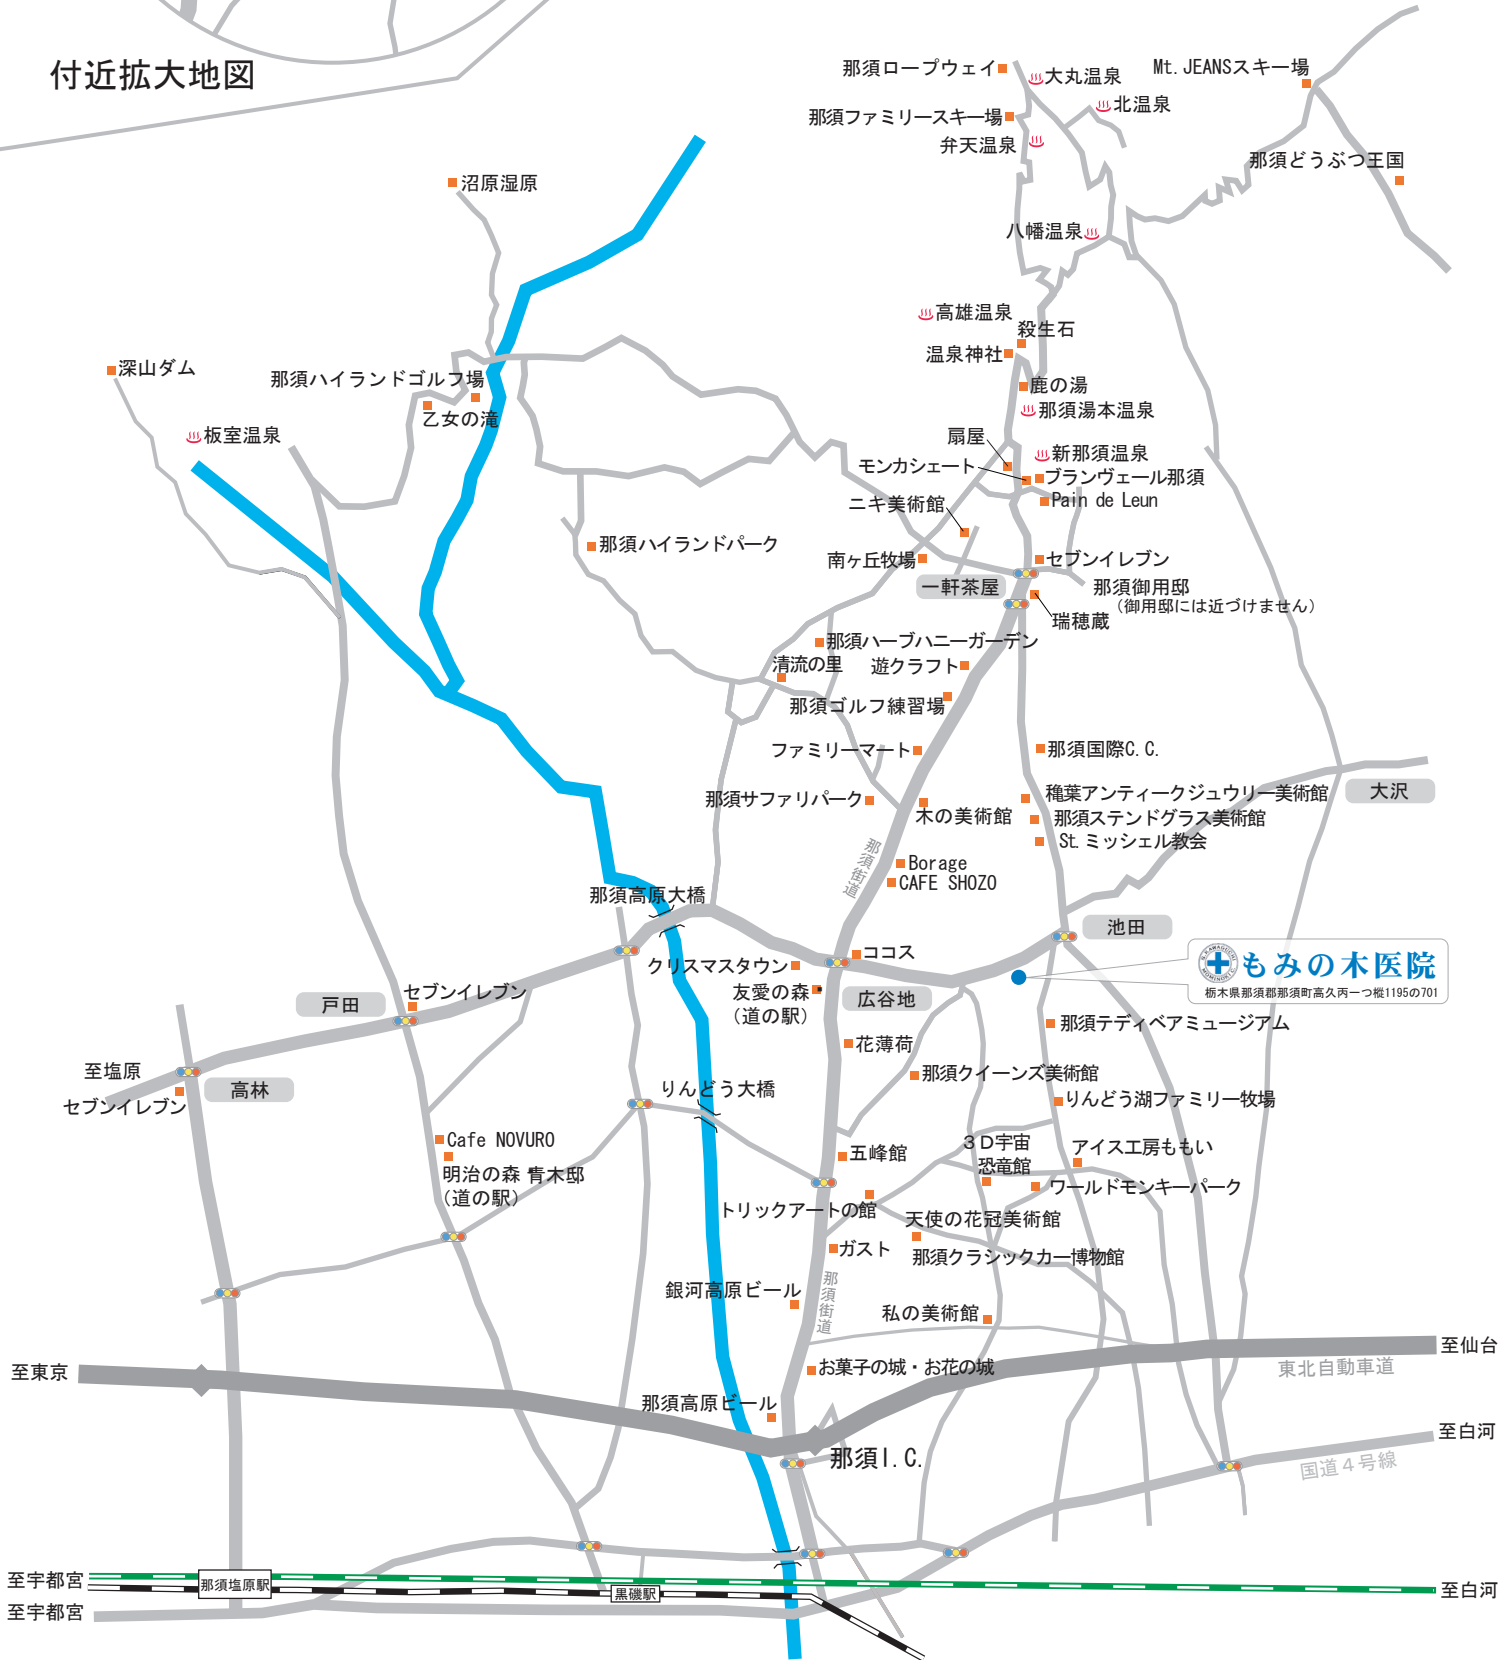 付近拡大地図
那須ロープウェイ
大丸温泉
Mt.JEANSスキー場
北温泉
那須ファミリースキー場
弁天温泉
那須どうぶつ王国
沼原湿原
八幡温泉
高雄温泉
殺生石
温泉神社
深山ダム
那須ハイランドゴルフ場
鹿の湯
乙女の滝
那須湯本温泉
板室温泉
扇屋
新那須温泉
モンカシェート
ブランヴェール那須
ニキ美術館
Pain de Leun
那須ハイランドパーク
南ヶ丘牧場
セブンイレブン
一軒茶屋
那須御用邸
(御用邸には近づけません)
瑞穂蔵
那須ハーブハニーガーデン
清流の里
遊クラフト
那須ゴルフ練習場
ファミリーマート
那須国際C.C.
那須サファリパーク
穐葉アンティークジュウリー美術館
大沢
木の美術館
那須ステンドグラス美術館
St.ミッシェル教会
那須街道
Borage
CAFE SHOZO
那須高原大橋
池田
ココス
クリスマスタウン
N.KAWAGUCHI
MOMINOKI.C.
もみの木医院
栃木県那須郡那須町高久丙一つ樅1195の701
友愛の森
(道の駅)
広谷地
戸田
セブンイレブン
那須テディベアミュージアム
花薄荷
至塩原
高林
セブンイレブン
那須クイーンズ美術館
りんどう大橋
りんどう湖ファミリー牧場
Cafe NOVURO
五峰館
3D宇宙
恐竜館
アイス工房ももい
明治の森 青木邸
(道の駅)
ワールドモンキーパーク
トリックアートの館
天使の花冠美術館
ガスト
那須クラシックカー博物館
那須街道
銀河高原ビール
私の美術館
至仙台
至東京
お菓子の城・お花の城
東北自動車道
那須高原ビール
至白河
那須I.C.
国道4号線
至宇都宮
那須塩原駅
黒磯駅
至白河
至宇都宮